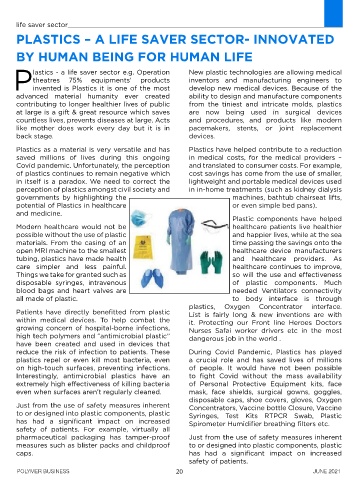 life saver sector
PLASTICS – A LIFE SAVER SECTOR- INNOVATED
BY HUMAN BEING FOR HUMAN LIFE
Plastics - a life saver sector e.g. Operation
theatres 75% equipments' products
invented is Plastics it is one of the most
advanced material humanity ever created
contributing to longer healthier lives of public
at large is a gift & great resource which saves
countless lives, prevents diseases at large. Acts
like mother does work every day but it is in
back stage.
Plastics as a material is very versatile and has
saved millions of lives during this ongoing
Covid pandemic. Unfortunately, the perception
of plastics continues to remain negative which
in itself is a paradox. We need to correct the
perception of plastics amongst civil society and
governments by highlighting the
potential of Plastics in healthcare
and medicine.
Modern healthcare would not be
possible without the use of plastic
materials. From the casing of an
open MRI machine to the smallest
tubing, plastics have made health
care simpler and less painful.
Things we take for granted such as
disposable syringes, intravenous
blood bags and heart valves are
all made of plastic.
Patients have directly benefitted from plastic
within medical devices. To help combat the
growing concern of hospital-borne infections,
high tech polymers and "antimicrobial plastic"
have been created and used in devices that
reduce the risk of infection to patients. These
plastics repel or even kill most bacteria, even
on high-touch surfaces, preventing infections.
Interestingly, antimicrobial plastics have an
extremely high effectiveness of killing bacteria
even when surfaces aren't regularly cleaned.
Just from the use of safety measures inherent
to or designed into plastic components, plastic
has had a significant impact on increased
safety of patients. For example, virtually all
pharmaceutical packaging has tamper-proof
measures such as blister packs and childproof
caps.
New plastic technologies are allowing medical
inventors and manufacturing engineers to
develop new medical devices. Because of the
ability to design and manufacture components
from the tiniest and intricate molds, plastics
are now being used in surgical devices
and procedures, and products like modern
pacemakers, stents, or joint replacement
devices.
Plastics have helped contribute to a reduction
in medical costs, for the medical providers –
and translated to consumer costs. For example,
cost savings has come from the use of smaller,
lightweight and portable medical devices used
in in-home treatments (such as kidney dialysis
machines, bathtub chairseat lifts,
or even simple bed pans).
Plastic components have helped
healthcare patients live healthier
and happier lives, while at the sea
time passing the savings onto the
healthcare device manufacturers
and healthcare providers. As
healthcare continues to improve,
so will the use and effectiveness
of plastic components. Much
needed Ventilators connectivity
to body interface is through
plastics, Oxygen Concentrator interface.
List is fairly long & new inventions are with
it. Protecting our Front line Heroes Doctors
Nurses Safai worker drivers etc in the most
dangerous job in the world .
During Covid Pandemic, Plastics has played
a crucial role and has saved lives of millions
of people. It would have not been possible
to fight Covid without the mass availability
of Personal Protective Equipment kits, face
mask, face shields, surgical gowns, goggles,
disposable caps, shoe covers, gloves, Oxygen
Concentrators, Vaccine bottle Closure, Vaccine
Syringes, Test Kits RTPCR Swab, Plastic
Spirometer Humidifier breathing filters etc.
Just from the use of safety measures inherent
to or designed into plastic components, plastic
has had a significant impact on increased
safety of patients.
POLYMER BUSINESS
20
JUNE 2021